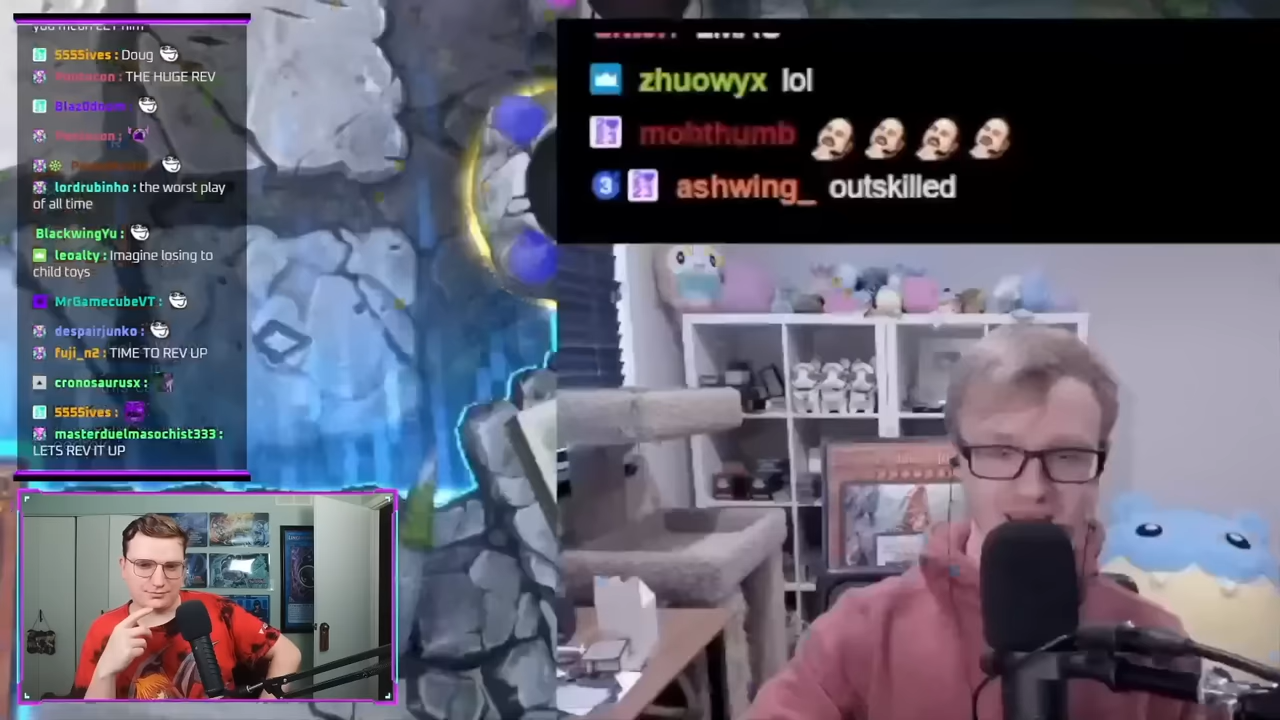 5555ives : Doug
THE HUGE REV
lordrubinho : the worst play
of all time
BlackwingYu :
leoalty : Imagine losing to
child toys
MrGamecubeVT :
despairjunko :
fuji_n2 : TIME TO REV UP
cronosaurusx :
5555ives :
masterduelmasochist333 :
LETS REV IT UP
zhuowyx lol
mobthumb
3 ashwing_ outskilled